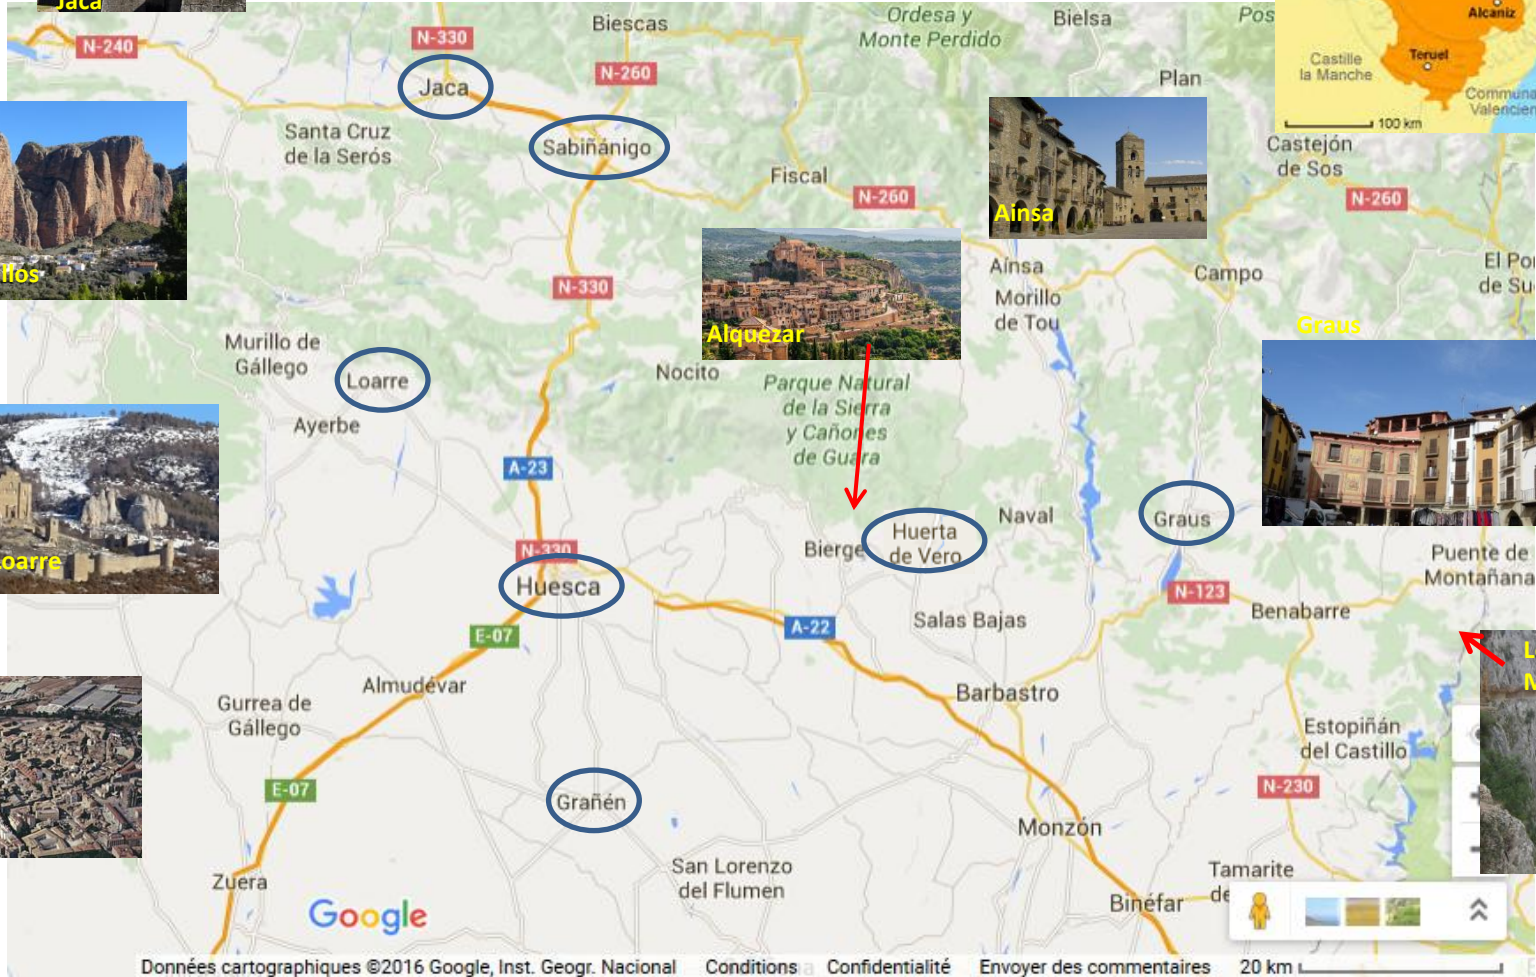 Jaca
N-240
N-330
Biescas
Ordesa y
Monte Perdido
Bielsa
Pos
Alcaniz
Castille
la Manche
Teruel
Communa
Valencien
100 km
N-260
Plan
Jaca
Santa Cruz
de la Serós
Sabiñánigo
Fiscal
N-260
Castejón
de Sos
N-260
Ainsa
llos
N-330
Aínsa
Campo
El Pon
de Su
Morillo
de Tou
Alquezar
Graus
Murillo de
Gállego
Loarre
Nocito
Parque Natural
de la Sierra
y Cañones
de Guara
Ayerbe
A-23
Naval
Graus
Huerta
de Vero
Bierge
N-330
Huesca
Loarre
Puente de
Montañana
N-123
Benabarre
E-07
A-22
Salas Bajas
L
M
Almudévar
Barbastro
Gurrea de
Gállego
Estopiñán
del Castillo
E-07
Grañén
N-230
Monzón
San Lorenzo
del Flumen
Tamarite
de
Zuera
Binéfar
Google
Données cartographiques ©2016 Google, Inst. Geogr. Nacional Conditions Confidentialité Envoyer des commentaires 20 km